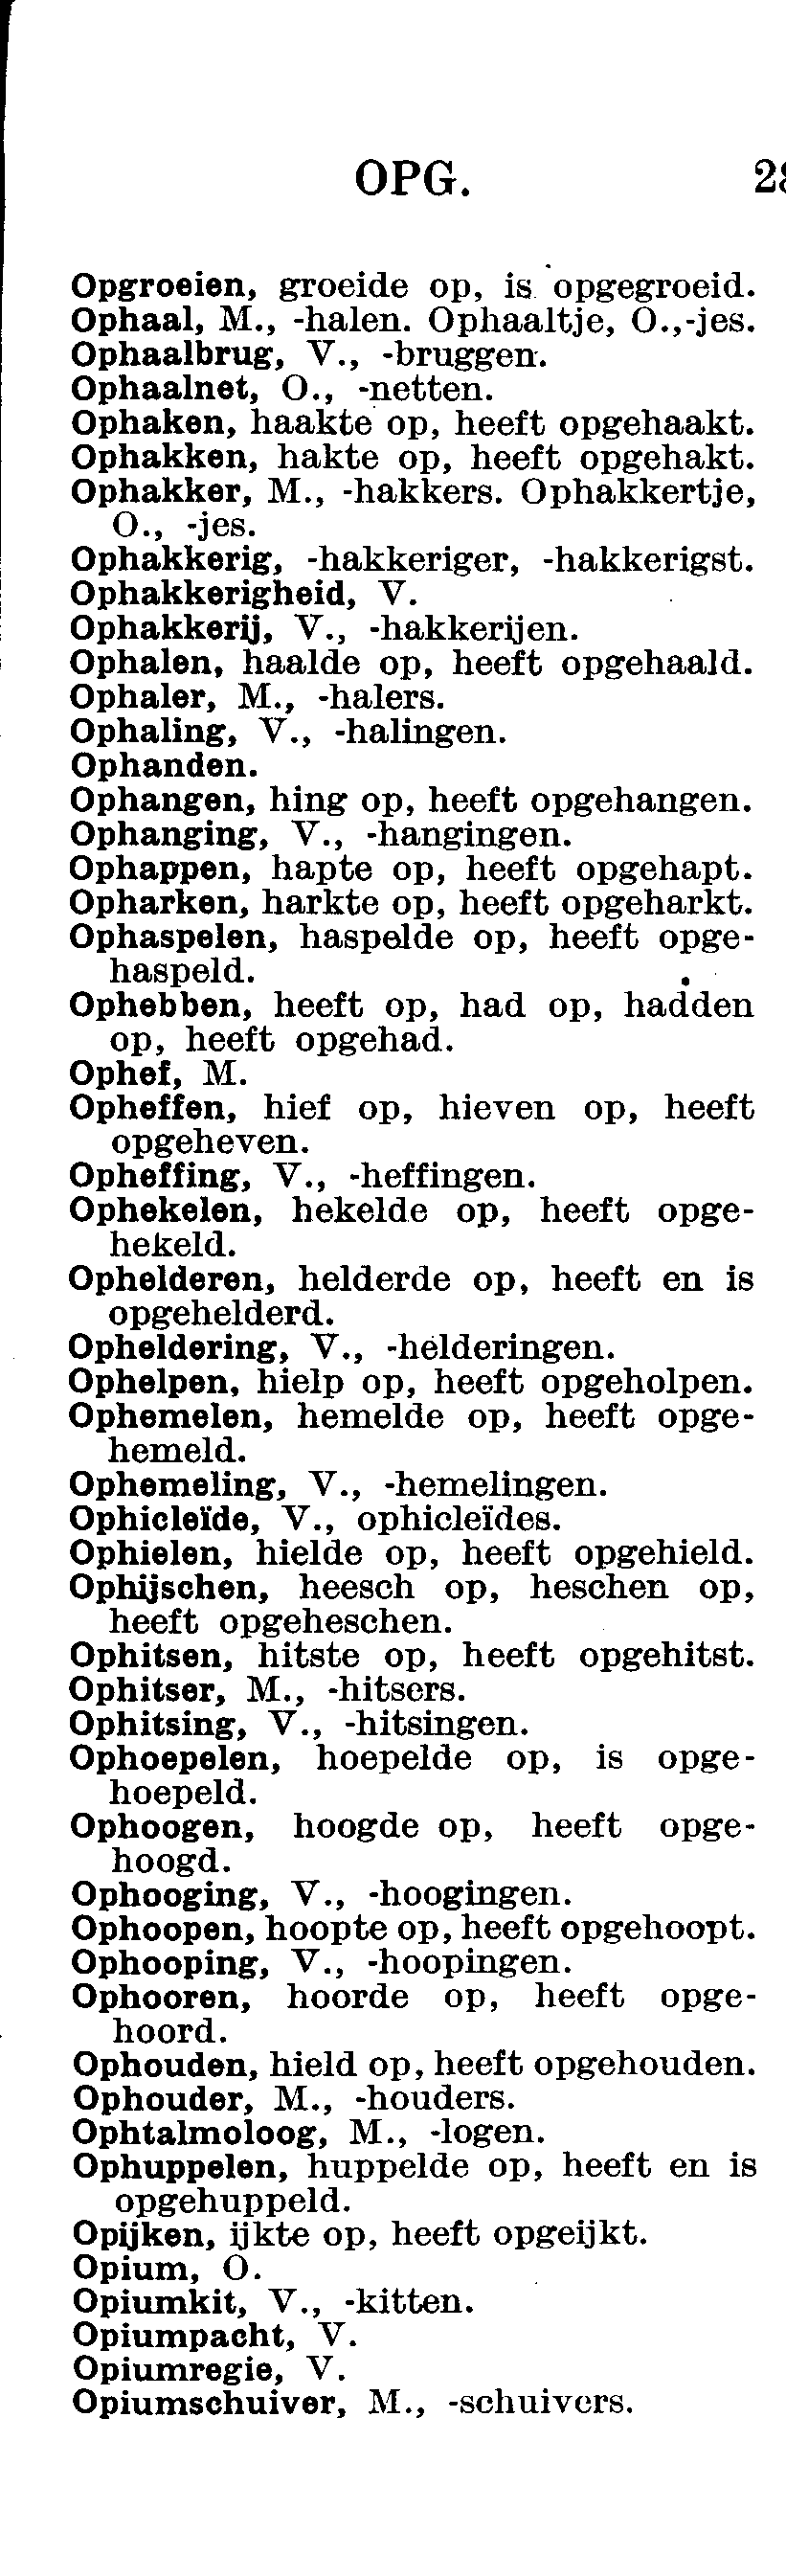 OPG.
Opgroeien, groeide op, is opgegroeid.
Ophaal, M., -halen. Ophaaltje, O.,-jes.
Ophaalbrug, V., -bruggen.
Ophaalnet, O., -netten.
Ophaken, haakte op, heeft opgehaakt.
Ophakken, hakte op, heeft opgehakt.
Ophakker, M., -hakkers. Ophakkertje,
O., -jes.
Ophakkerig, -hakkeriger, -hakkerigst.
Ophakkerigheid, V.
Ophakkerij, V., -hakkerijen.
Ophalen, haalde op, heeft opgehaald.
Ophaler, M., -halers.
Ophaling, V., -halingen.
Ophanden.
Ophangen, hing op, heeft opgehangen.
Ophanging, V., -hangingen.
Ophappen, hapte op, heeft opgehapt.
Opharken, harkte op, heeft opgeharkt.
Ophaspelen, haspelde op, heeft opge-
haspeld.
Ophebben, heeft op, had op, hadden
op, heeft opgehad.
Ophef, M.
Opheffen, hief op, hieven op, heeft
opgeheven.
Opheffing, V., -heffingen.
Ophekelen, hekelde op, heeft opge-
hekeld.
Ophelderen, helderde op, heeft en is
opgehelderd.
Opheldering, V., -helderingen.
Ophelpen, hielp op, heeft opgeholpen.
Ophemelen, hemelde op, heeft opge-
hemeld.
Ophemeling, V., -hemelingen.
Ophicleïde, V., ophicleïdes.
Ophielen, hielde op, heeft opgehield.
Ophijschen, heesch op, heschen op,
heeft opgeheschen.
Ophitsen, hitste op, heeft opgehitst.
Ophitser, M., -hitsers.
Ophitsing, V., -hitsingen.
Ophoepelen, hoepelde op, is opge-
hoepeld.
Ophoogen, hoogde op, heeft opge-
hoogd.
Ophooging, V., -hoogingen.
Ophoopen, hoopte op, heeft opgehoopt.
Ophooping, V., -hoopingen.
Ophooren, hoorde op, heeft opge-
hoord.
Ophouden, hield op, heeft opgehouden.
Ophouder, M., -houders.
Ophtalmoloog, M., -logen.
Ophuppelen, huppelde op, heeft en is
opgehuppeld.
Opijken, ijkte op, heeft opgeijkt.
Opium, O.
Opiumkit, V., -kitten.
Opiumpacht, V.
Opiumregie, V.
Opiumschuiver, M., -schuivers.